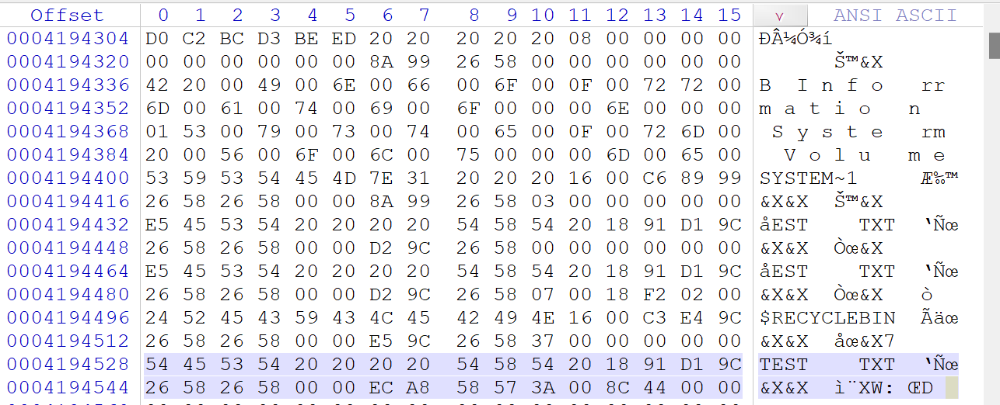 Offset 0 1 2 3 4 5 6 7 8 9 10 11 12 13 14 15 ANSI ASCII
0004194304 D0 C2 BC D3 BE ED 20 20 20 20 20 08 00 00 00 00 ÐÂ¼Ó¾í
0004194320 00 00 00 00 00 00 8A 99 26 58 00 00 00 00 00 00 Š™&X
0004194336 42 20 00 49 00 6E 00 66 00 6F 00 0F 00 72 72 00 B I n f o rr
0004194352 6D 00 61 00 74 00 69 00 6F 00 00 00 6E 00 00 00 m a t i o n
0004194368 01 53 00 79 00 73 00 74 00 65 00 0F 00 72 6D 00 S y s t e rm
0004194384 20 00 56 00 6F 00 6C 00 75 00 00 00 6D 00 65 00 V o l u m e
0004194400 53 59 53 54 45 4D 7E 31 20 20 20 16 00 C6 89 99 SYSTEM~1 Æ‰™
0004194416 26 58 26 58 00 00 8A 99 26 58 03 00 00 00 00 00 &X&X Š™&X
0004194432 E5 45 53 54 20 20 20 20 54 58 54 20 18 91 D1 9C åEST TXT ‘Ñœ
0004194448 26 58 26 58 00 00 D2 9C 26 58 00 00 00 00 00 00 &X&X Òœ&X
0004194464 E5 45 53 54 20 20 20 20 54 58 54 20 18 91 D1 9C åEST TXT ‘Ñœ
0004194480 26 58 26 58 00 00 D2 9C 26 58 07 00 18 F2 02 00 &X&X Òœ&X ò
0004194496 24 52 45 43 59 43 4C 45 42 49 4E 16 00 C3 E4 9C $RECYCLEBIN Ãäœ
0004194512 26 58 26 58 00 00 E5 9C 26 58 37 00 00 00 00 00 &X&X åœ&X7
0004194528 54 45 53 54 20 20 20 20 54 58 54 20 18 91 D1 9C TEST TXT ‘Ñœ
0004194544 26 58 26 58 00 00 EC A8 58 57 3A 00 8C 44 00 00 &X&X ì¨XW: ŒD